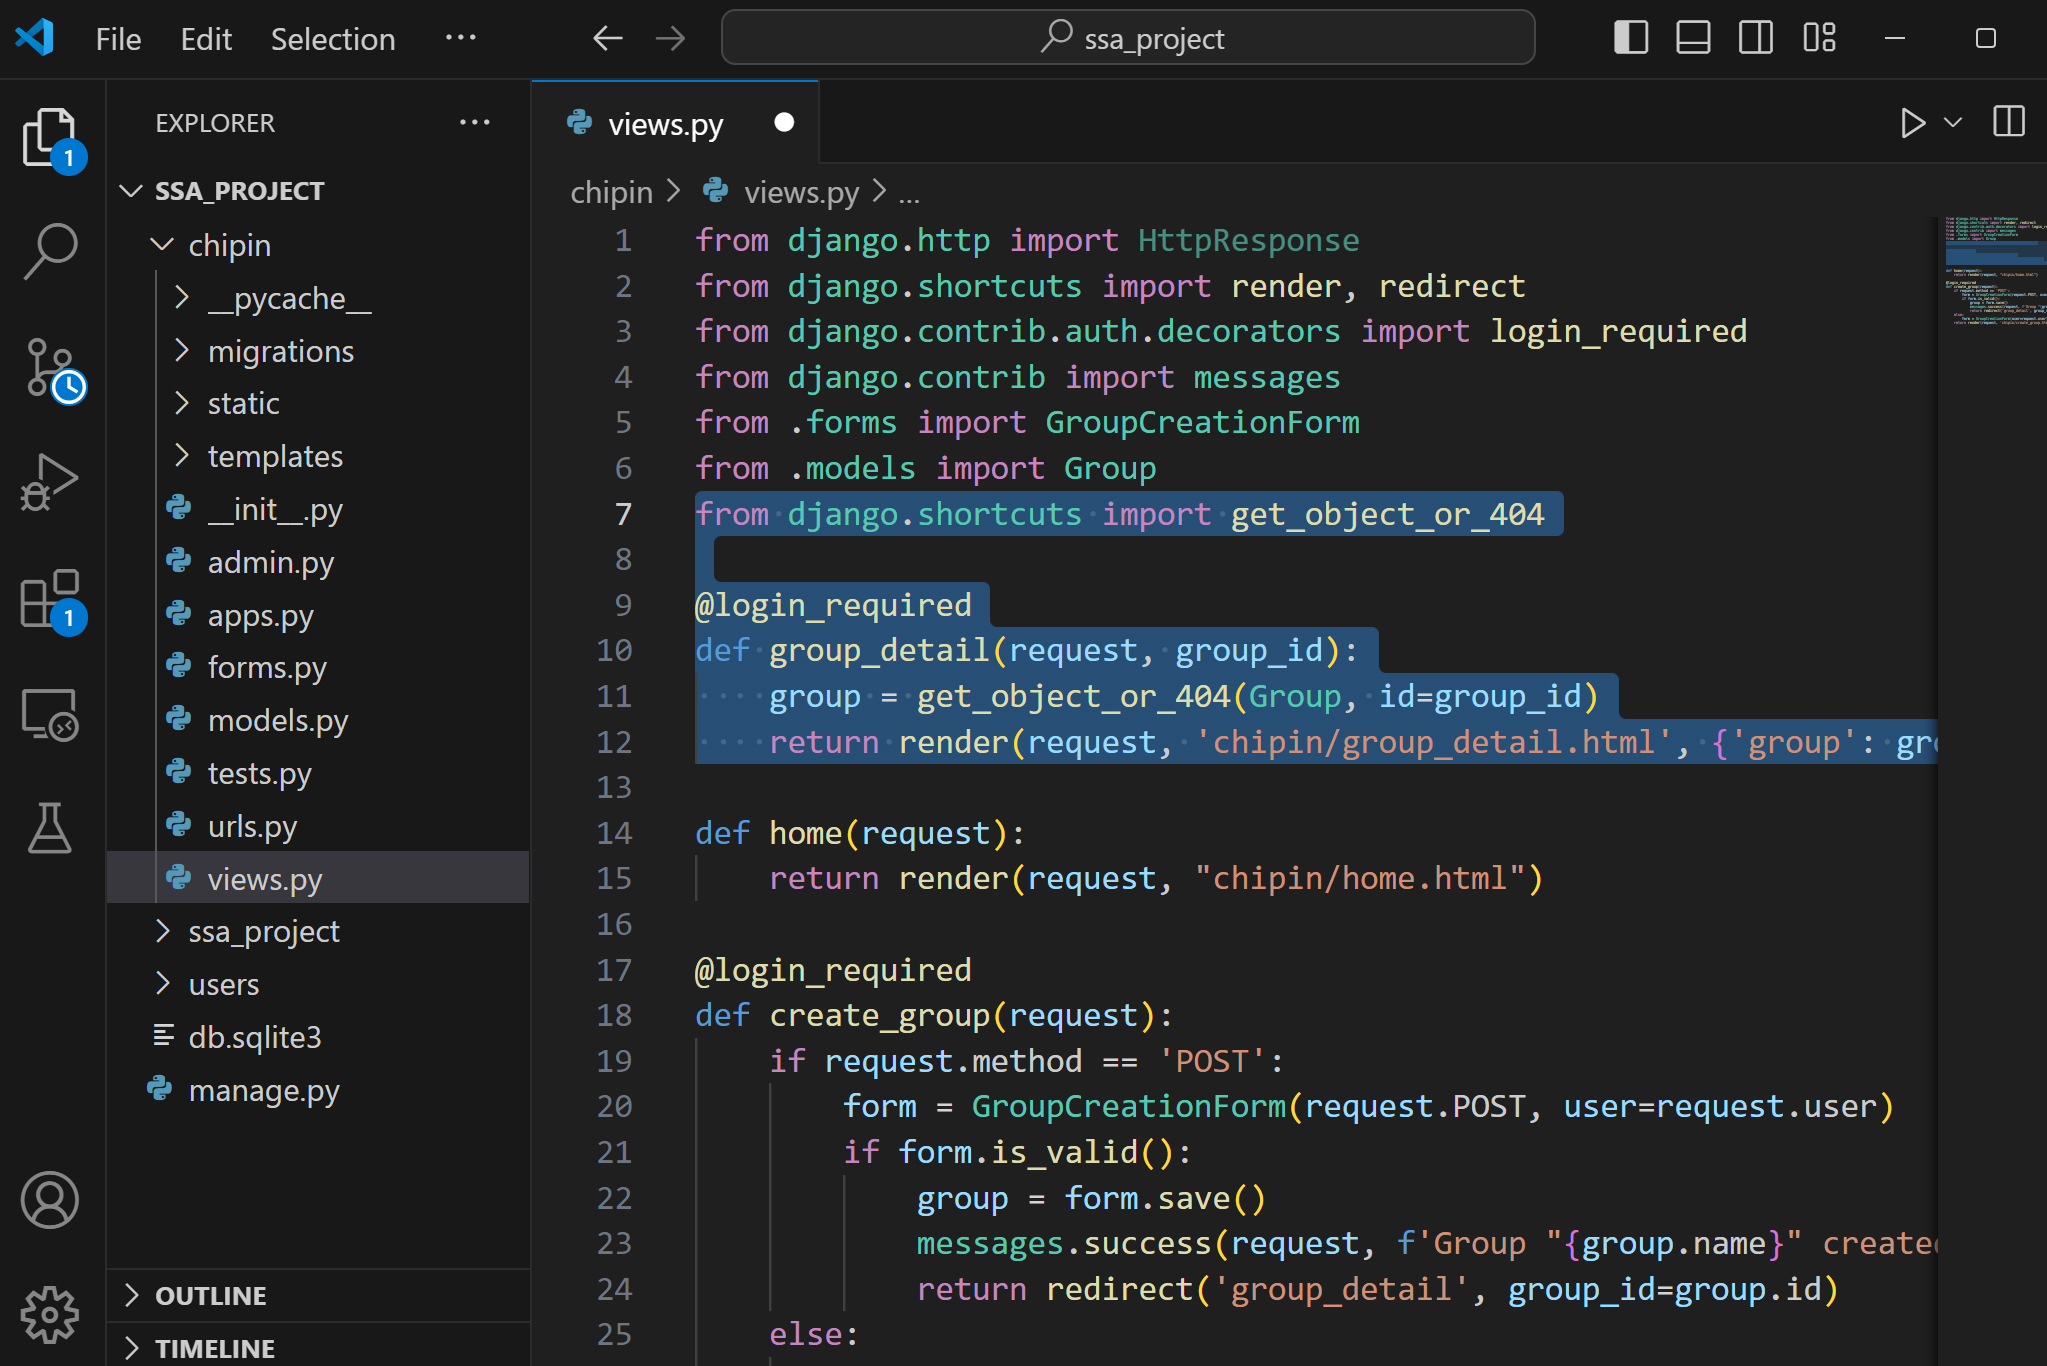 File Edit Selection ···
ssa_project
EXPLORER ···
1
SSA_PROJECT
chipin
__pycache__
migrations
static
templates
__init__.py
admin.py
apps.py
1
forms.py
models.py
tests.py
urls.py
views.py
ssa_project
users
db.sqlite3
manage.py
OUTLINE
TIMELINE
views.py
chipin > views.py > ...
1 from django.http import HttpResponse
2 from django.shortcuts import render, redirect
3 from django.contrib.auth.decorators import login_required
4 from django.contrib import messages
5 from .forms import GroupCreationForm
6 from .models import Group
7 from django.shortcuts import get_object_or_404
8
9 @login_required
10 def group_detail(request, group_id):
11     group = get_object_or_404(Group, id=group_id)
12     return render(request, 'chipin/group_detail.html', {'group': gr
13
14 def home(request):
15     return render(request, "chipin/home.html")
16
17 @login_required
18 def create_group(request):
19     if request.method == 'POST':
20         form = GroupCreationForm(request.POST, user=request.user)
21         if form.is_valid():
22             group = form.save()
23             messages.success(request, f'Group "{group.name}" create
24             return redirect('group_detail', group_id=group.id)
25     else: